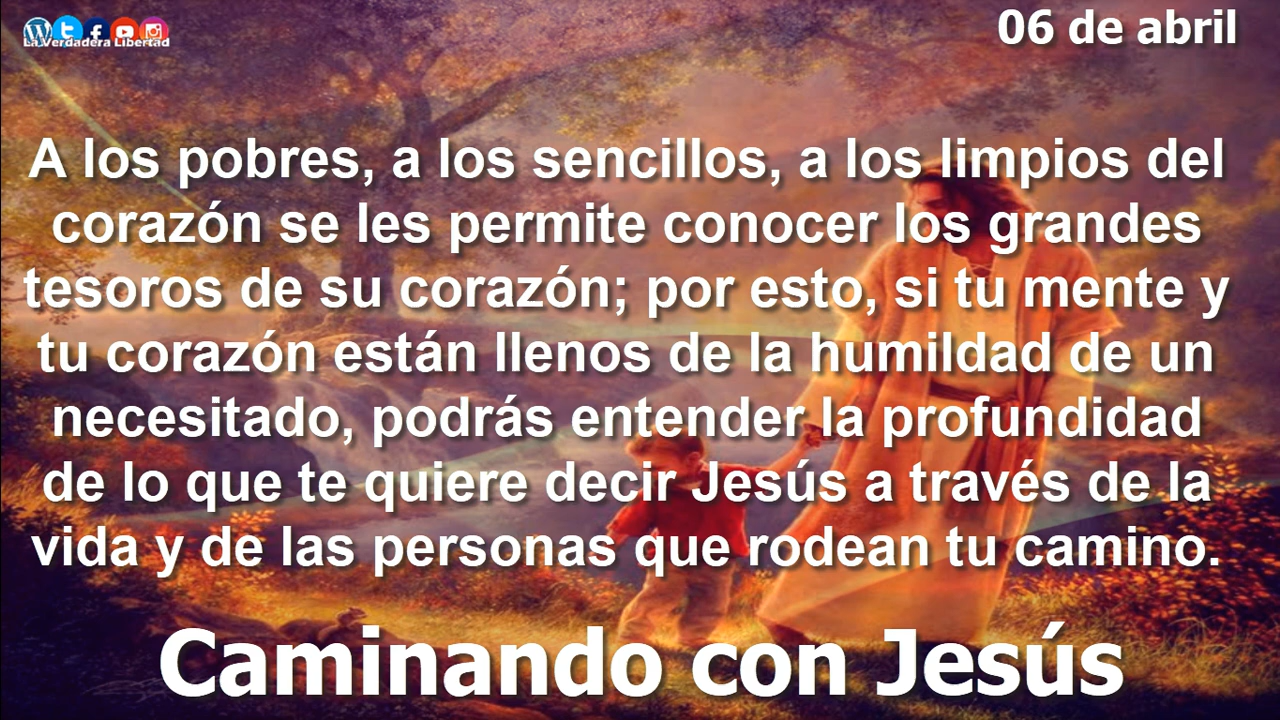 La Verdadera Libertad
06 de abril
A los pobres, a los sencillos, a los limpios del
corazón se les permite conocer los grandes
tesoros de su corazón; por esto, si tu mente y
tu corazón están llenos de la humildad de un
necesitado, podrás entender la profundidad
de lo que te quiere decir Jesús a través de la
vida y de las personas que rodean tu camino.
Caminando con Jesús